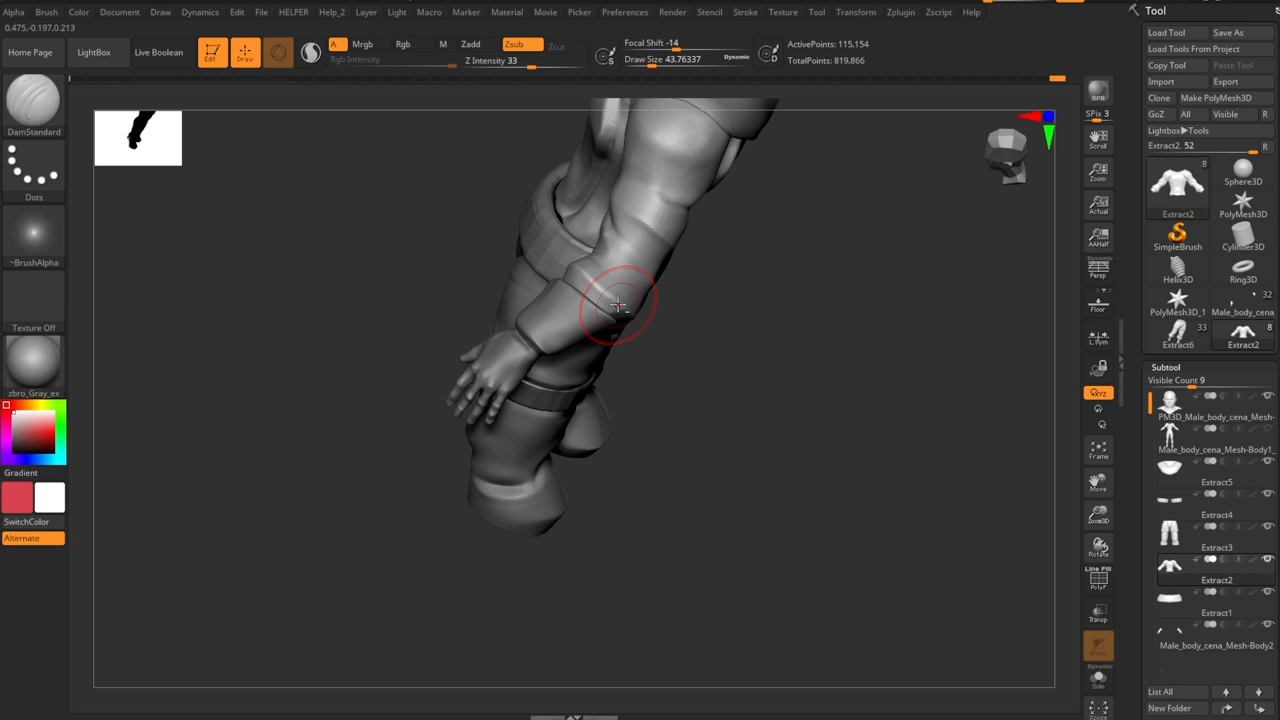 Alpha Brush Color Document Draw Dynamics Edit File HELPER Help_2 Layer Light Macro Marker Material Movie Picker Preferences Render Stencil Stroke Texture Tool Transform Zplugin Zscript Help
0.475,-0.197,0.213
Home Page LightBox Live Boolean Edit Draw A Mrgb Rgb M Zadd Zsub Zcut Focal Shift -14 ActivePoints: 115,154
Rgb Intensity Z Intensity 33 S Draw Size 43.76337 Dynamic D TotalPoints: 819,866
DamStandard
Dots
~BrushAlpha
Texture Off
zbro_Gray_ex
Gradient
SwitchColor
Alternate
BPR
SPix 3
Scroll
Zoom
Actual
AAHalf
Dynamic
Persp
Floor
L.Sym
XYZ
Frame
Move
Zoom3D
Rotate
Line Fill
PolyF
Transp
Ghost
Dynamic
Solo
Xpose
Tool
Load Tool Save As
Load Tools From Project
Copy Tool Paste Tool
Import Export
Clone Make PolyMesh3D
GoZ All Visible R
Lightbox▶Tools
Extract2. 52 R
8
Extract2 Sphere3D
PolyMesh3D
SimpleBrush Cylinder3D
Helix3D Ring3D
32
PolyMesh3D_1 Male_body_cena
33 8
Extract6 Extract2
Subtool
Visible Count 9
PM3D_Male_body_cena_Mesh-
Male_body_cena_Mesh-Body1_
Extract5
Extract4
Extract3
Extract2
Extract1
Male_body_cena_Mesh-Body2
List All
New Folder